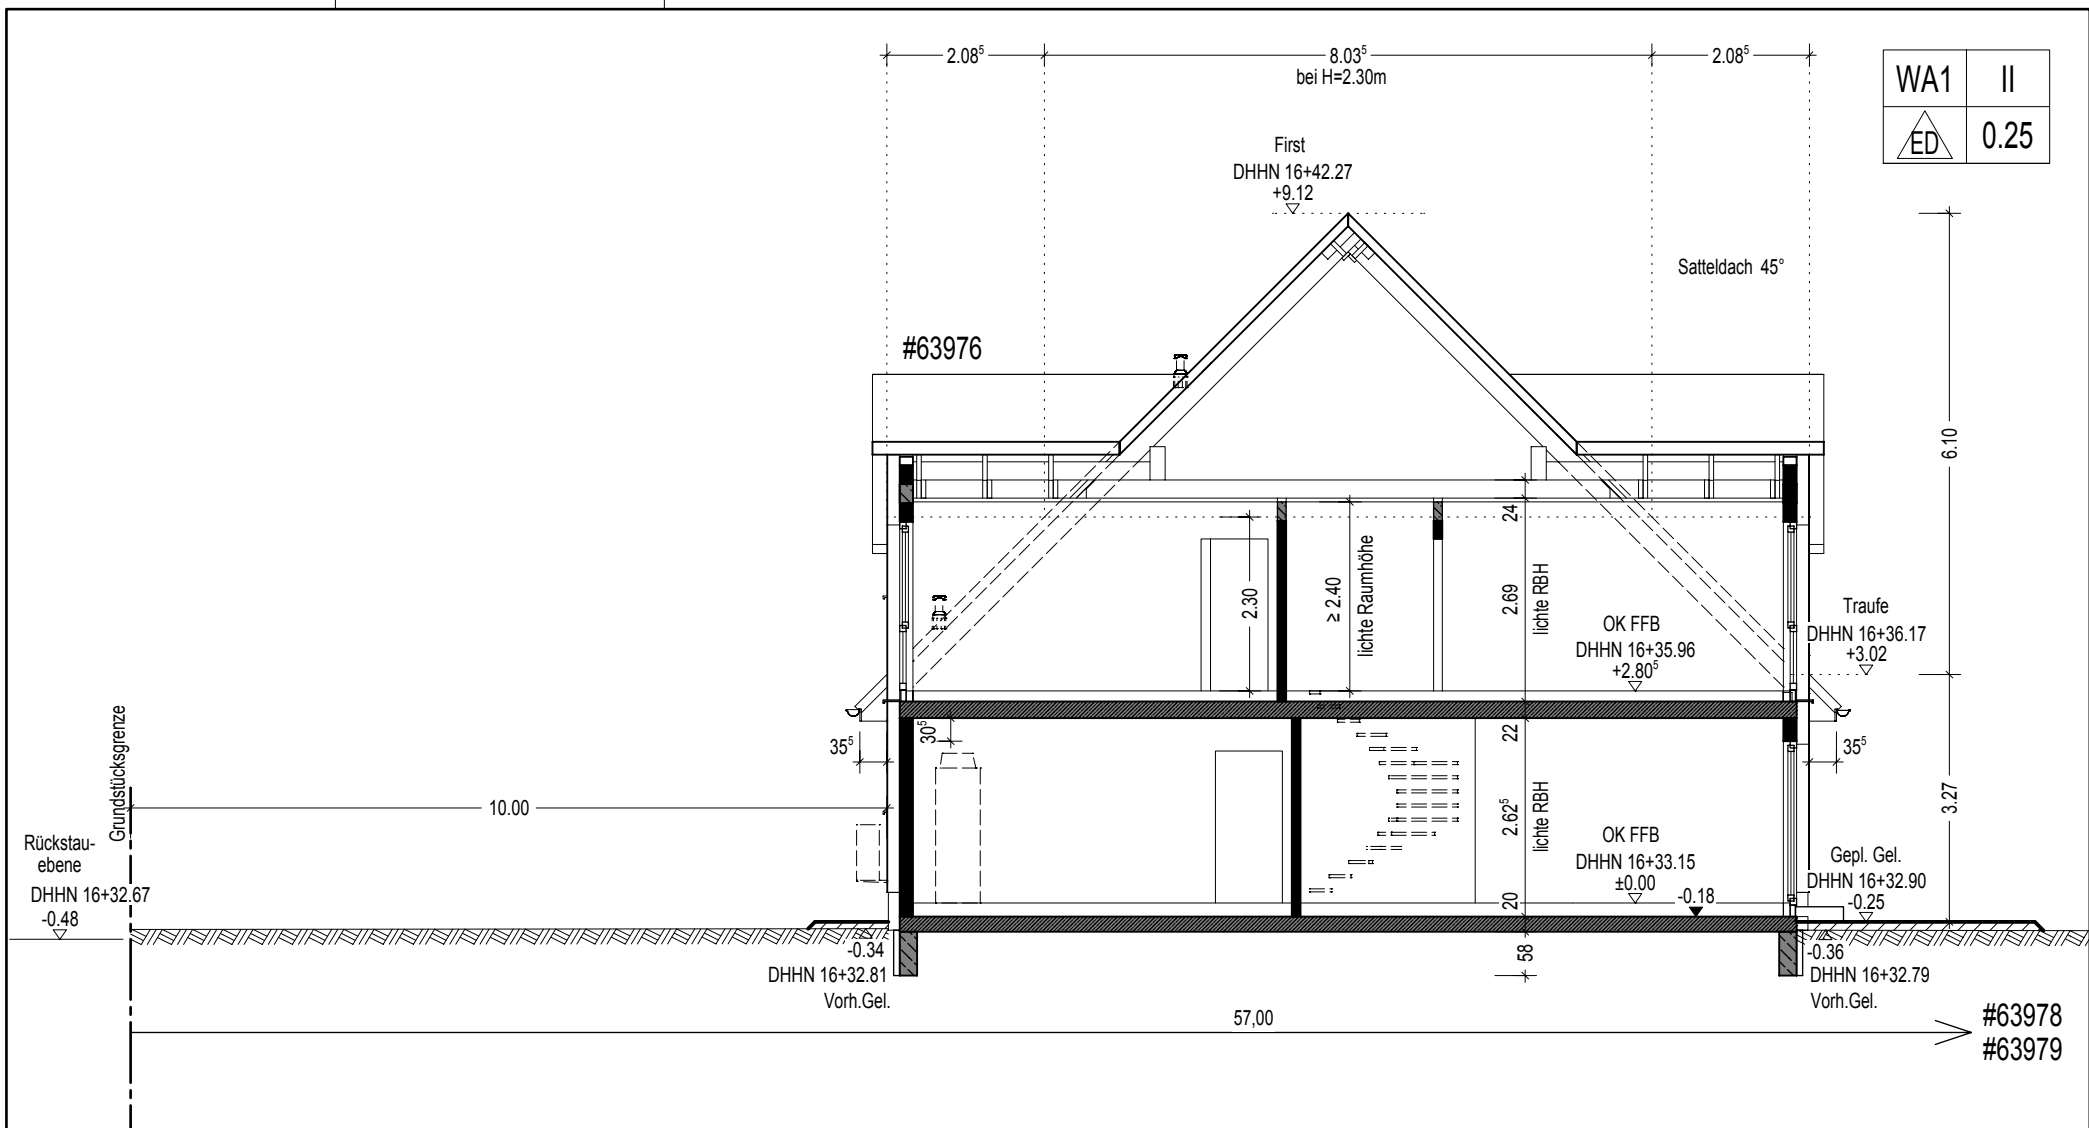 2.08⁵
8.03⁵
2.08⁵
bei H=2.30m
WA1
II
ED
0.25
First
DHHN 16+42.27
+9.12
Satteldach 45°
#63976
6.10
24
2.30
≥ 2.40
lichte Raumhöhe
2.69
lichte RBH
OK FFB
DHHN 16+35.96
+2.80⁵
Traufe
DHHN 16+36.17
+3.02
Grundstücksgrenze
35⁵
30⁵
22
35⁵
10.00
2.62⁵
lichte RBH
3.27
Rückstau-
ebene
DHHN 16+32.67
-0.48
OK FFB
DHHN 16+33.15
±0.00
-0.18
20
Gepl. Gel.
DHHN 16+32.90
-0.25
-0.34
DHHN 16+32.81
Vorh.Gel.
58
-0.36
DHHN 16+32.79
Vorh.Gel.
57,00
#63978
#63979